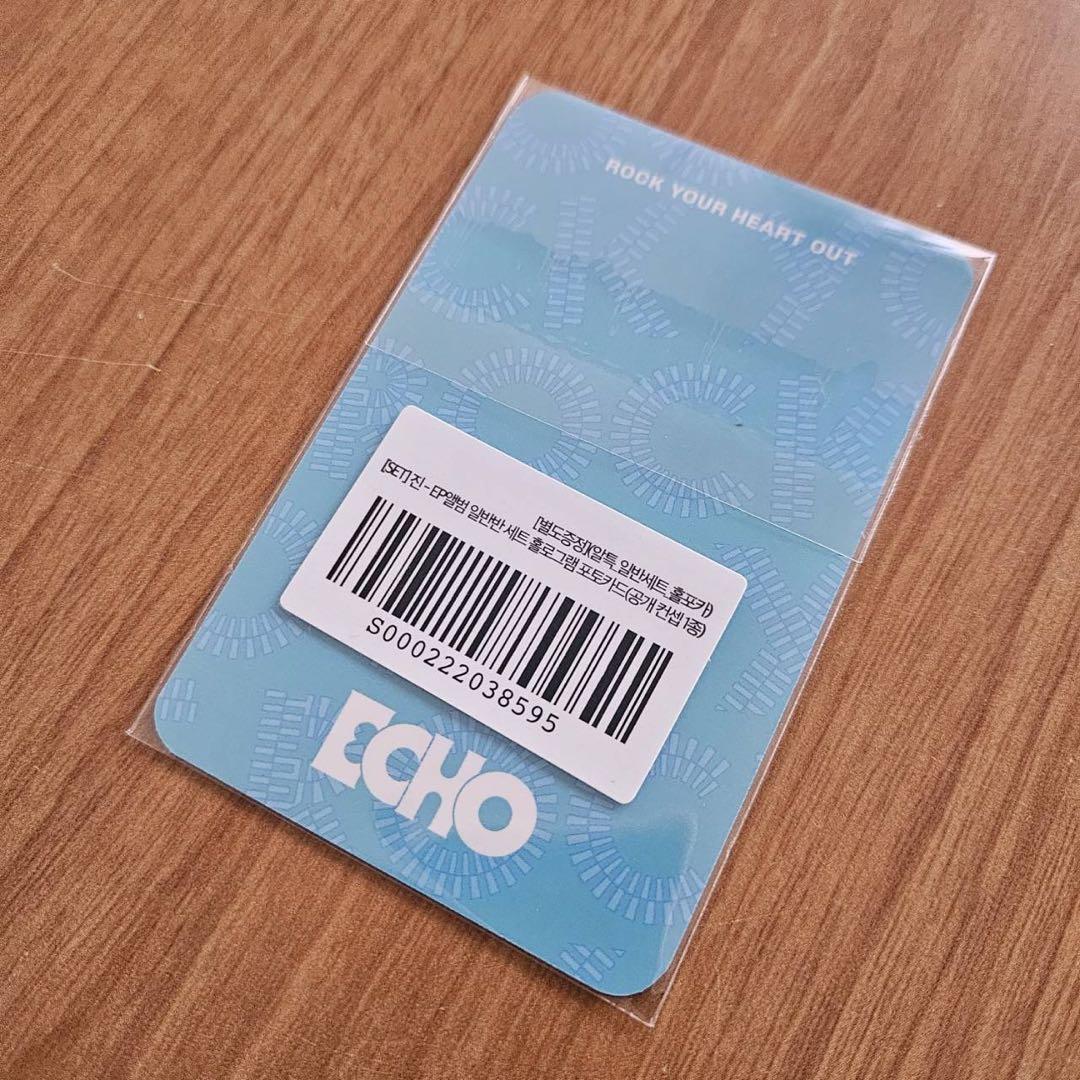 ROCK YOUR HEART OUT
[별도증정](알특_일반세트_홀포카)
[SET] 진 - EP앨범 일반반 세트 홀로그램 포토카드(공개 컨셉 1종)
S000222038595
ECHO